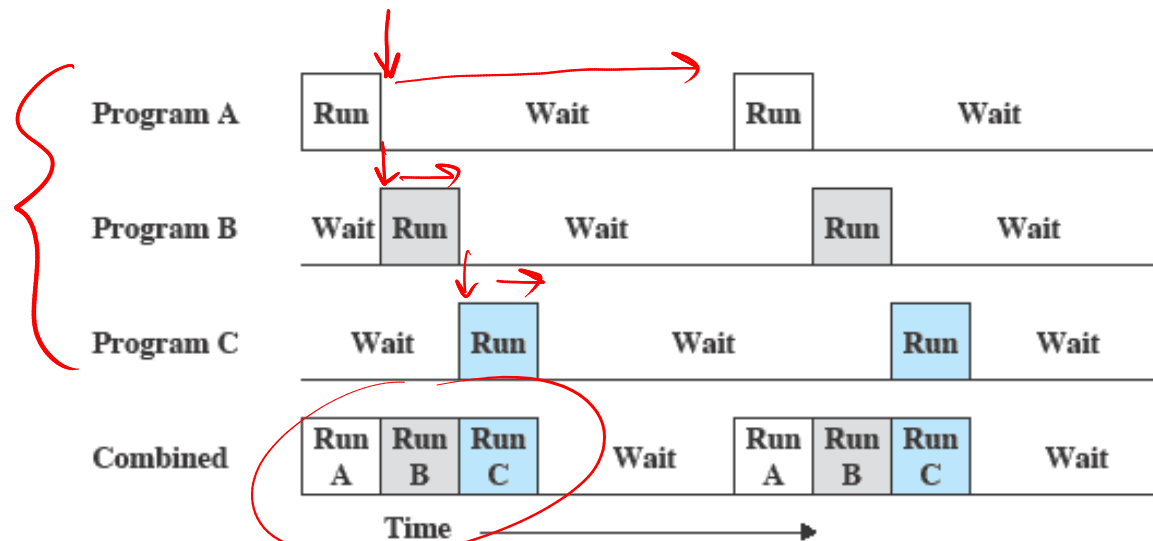 Program A Run Wait Run Wait
Program B Wait Run Wait Run Wait
Program C Wait Run Wait Run Wait
Combined Run A Run B Run C Wait Run A Run B Run C Wait
Time